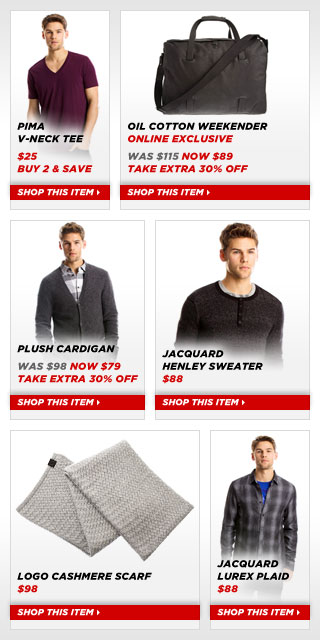 PIMA
V-NECK TEE
$25
BUY 2 & SAVE
SHOP THIS ITEM
OIL COTTON WEEKENDER
ONLINE EXCLUSIVE
WAS $115 NOW $89
TAKE EXTRA 30% OFF
SHOP THIS ITEM
PLUSH CARDIGAN
WAS $98 NOW $79
TAKE EXTRA 30% OFF
SHOP THIS ITEM
JACQUARD
HENLEY SWEATER
$88
SHOP THIS ITEM
LOGO CASHMERE SCARF
$98
SHOP THIS ITEM
JACQUARD
LUREX PLAID
$88
SHOP THIS ITEM